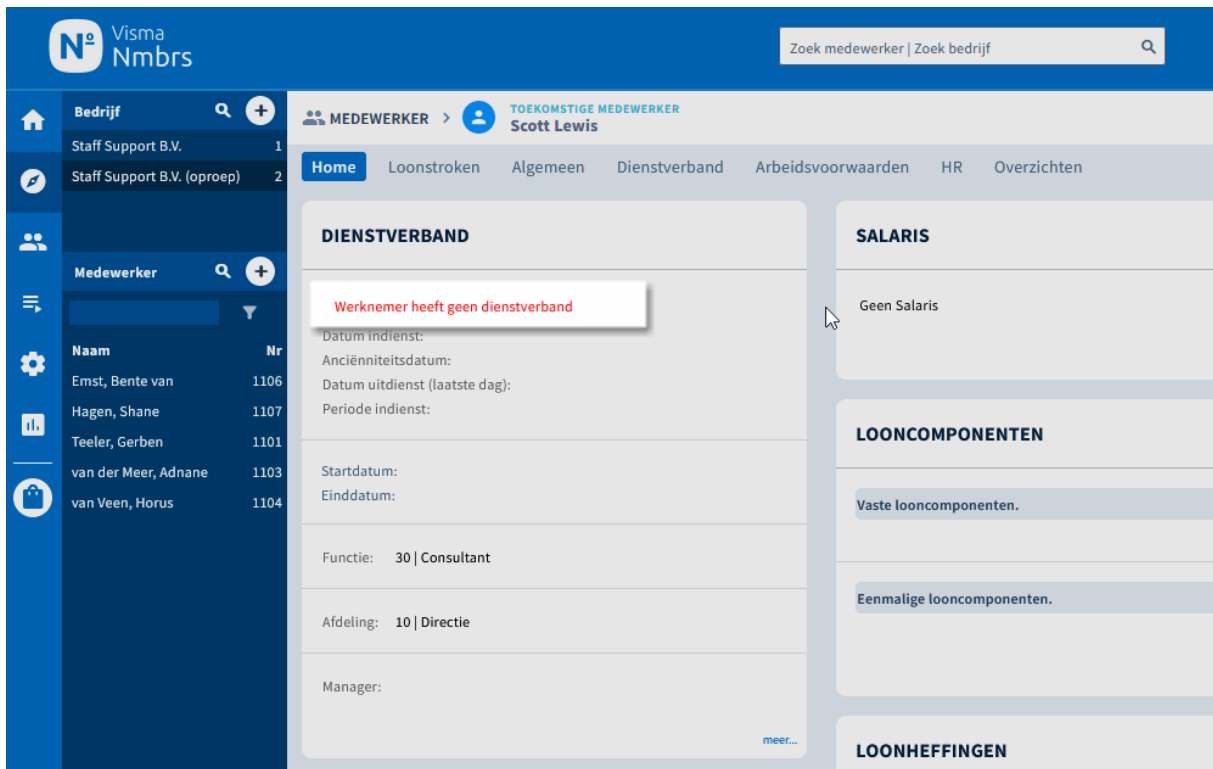 Visma
Nº Nmbrs
Zoek medewerker | Zoek bedrijf
Bedrijf
Staff Support B.V. 1
Staff Support B.V. (oproep) 2
Medewerker
Naam Nr
Emst, Bente van 1106
Hagen, Shane 1107
Teeler, Gerben 1101
van der Meer, Adnane 1103
van Veen, Horus 1104
MEDEWERKER >
TOEKOMSTIGE MEDEWERKER
Scott Lewis
Home Loonstroken Algemeen Dienstverband Arbeidsvoorwaarden HR Overzichten
DIENSTVERBAND
Werknemer heeft geen dienstverband
Datum indienst:
Anciënniteitsdatum:
Datum uitdienst (laatste dag):
Periode indienst:
Startdatum:
Einddatum:
Functie: 30 | Consultant
Afdeling: 10 | Directie
Manager:
meer...
SALARIS
Geen Salaris
LOONCOMPONENTEN
Vaste looncomponenten.
Eenmalige looncomponenten.
LOONHEFFINGEN